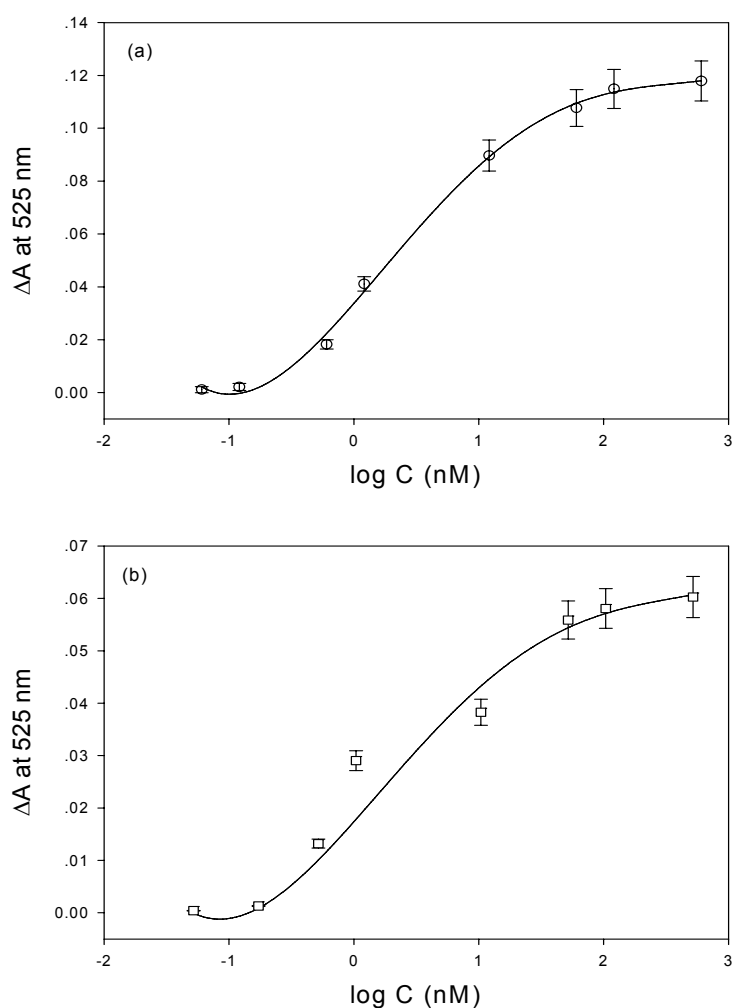 .14
(a)
.12
.10
.08
.06
.04
.02
0.00
-2 -1 0 1 2 3
ΔA at 525 nm
log C (nM)
.07
(b)
.06
.05
.04
.03
.02
.01
0.00
-2 -1 0 1 2 3
ΔA at 525 nm
log C (nM)